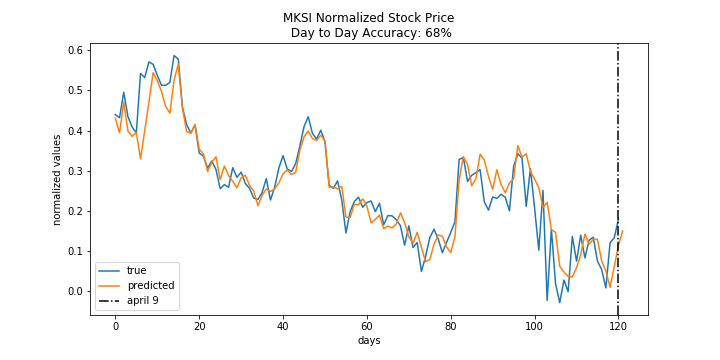 MKSI Normalized Stock Price
Day to Day Accuracy: 68%
normalized values
0.6
0.5
0.4
0.3
0.2
0.1
0.0
true
predicted
april 9
0
20
40
60
80
100
120
days